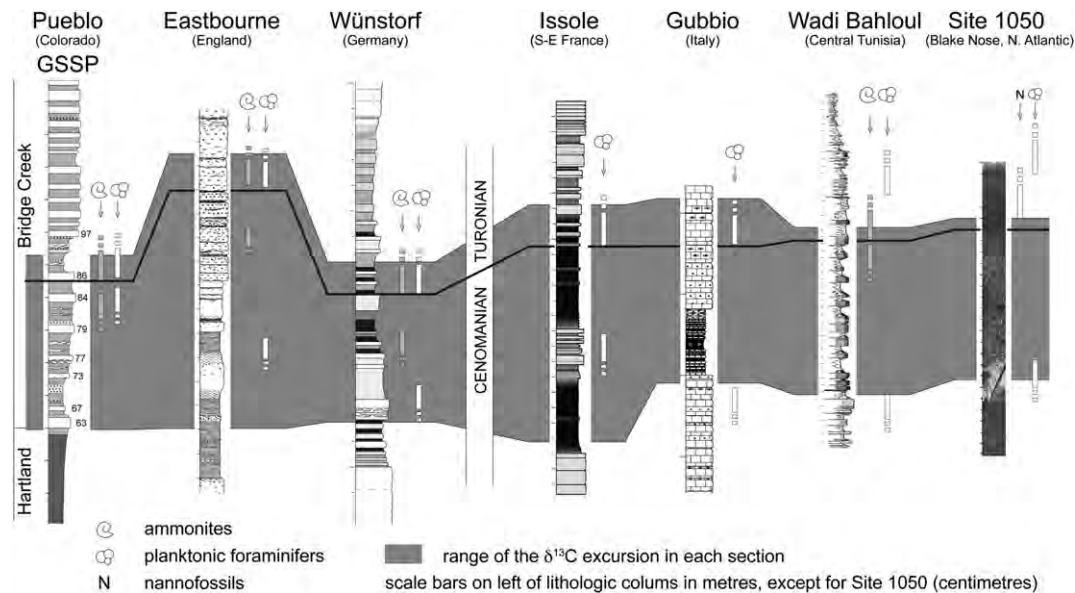 Pueblo
(Colorado)
GSSP
Eastbourne
(England)
Wünstorf
(Germany)
Issole
(S-E France)
Gubbio
(Italy)
Wadi Bahloul
(Central Tunisia)
Site 1050
(Blake Nose, N. Atlantic)
N
Bridge Creek
Hartland
97
86
84
79
77
73
67
63
TURONIAN
CENOMANIAN
ammonites
planktonic foraminifers
N nannofossils
range of the δ¹³C excursion in each section
scale bars on left of lithologic colums in metres, except for Site 1050 (centimetres)